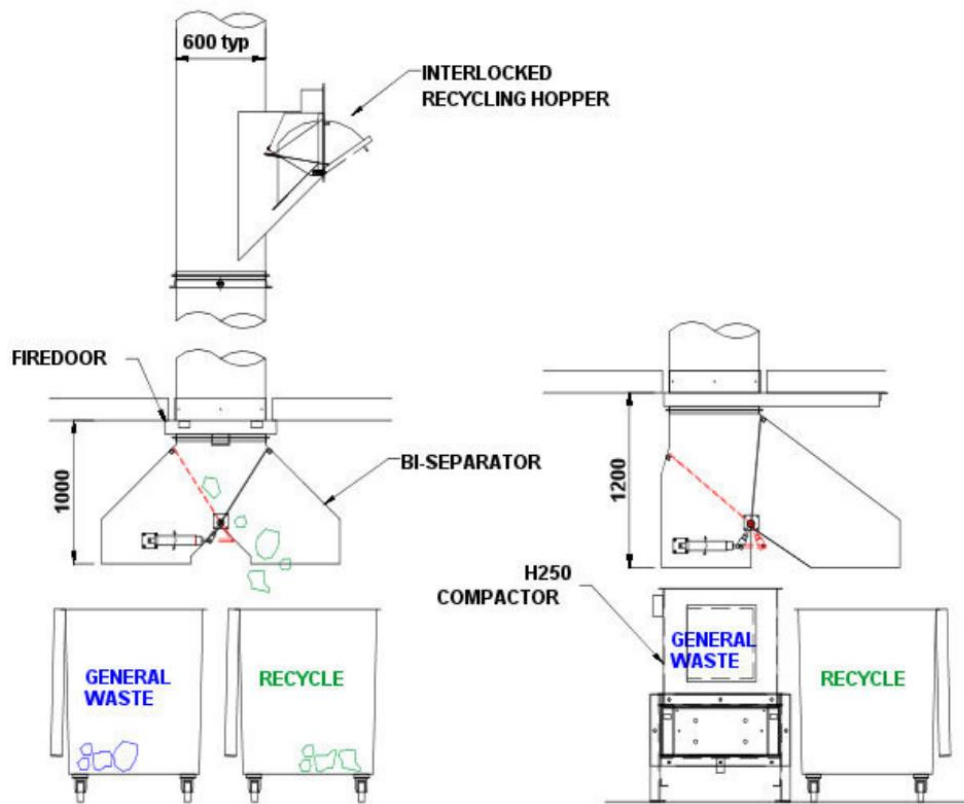 600 typ
INTERLOCKED
RECYCLING HOPPER
FIREDOOR
1000
BI-SEPARATOR
1200
H250
COMPACTOR
GENERAL
WASTE
RECYCLE
GENERAL
WASTE
RECYCLE